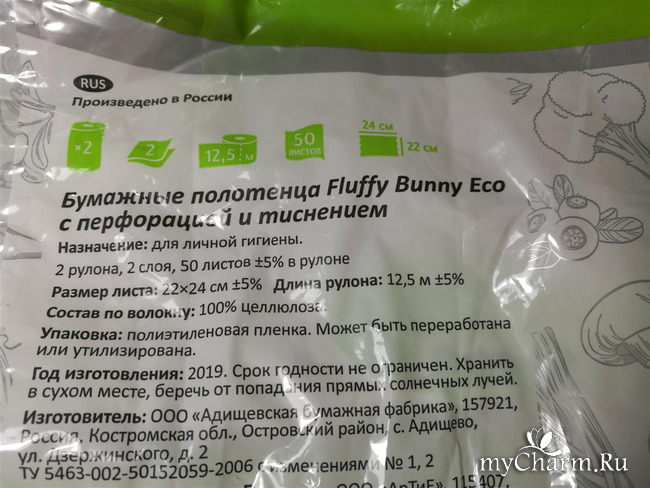 RUS
Произведено в России
×2
2
12,5 м
50 листов
24 см
22 см
Бумажные полотенца Fluffy Bunny Eco
с перфорацией и тиснением
Назначение: для личной гигиены.
2 рулона, 2 слоя, 50 листов ±5% в рулоне
Размер листа: 22×24 см ±5% Длина рулона: 12,5 м ±5%
Состав по волокну: 100% целлюлоза.
Упаковка: полиэтиленовая пленка. Может быть переработана
или утилизирована.
Год изготовления: 2019. Срок годности не ограничен. Хранить
в сухом месте, беречь от попадания прямых солнечных лучей.
Изготовитель: ООО «Адищевская бумажная фабрика», 157921,
Россия, Костромская обл., Островский район, с. Адищево,
ул. Дзержинского, д. 2
ТУ 5463-002-50152059-2006 с изменениями № 1, 2
ООО «АрТиЕ», 115407,
myCharm.Ru